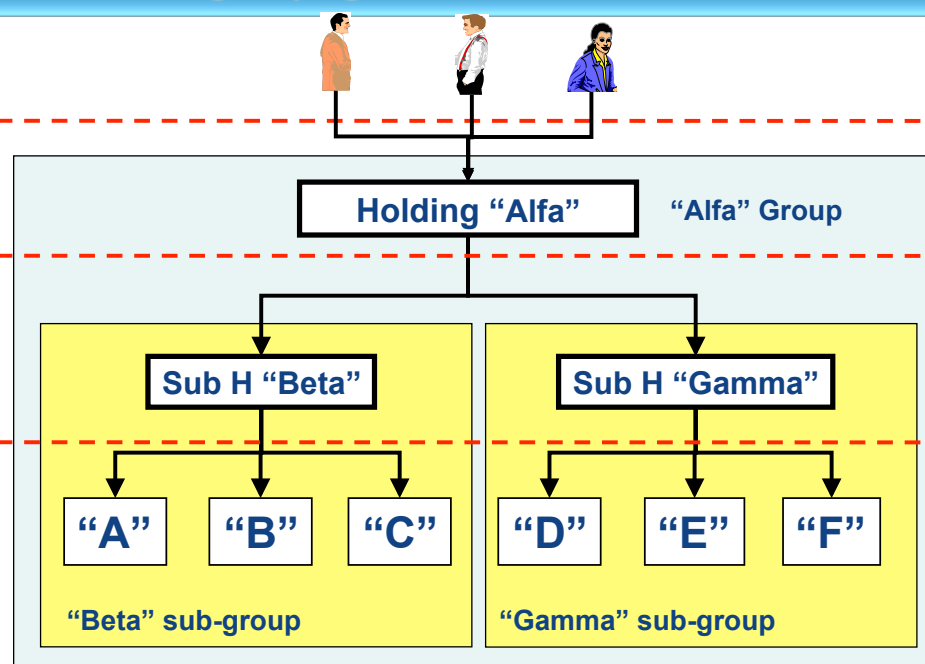 Holding “Alfa”
“Alfa” Group
Sub H “Beta”
Sub H “Gamma”
“A”
“B”
“C”
“D”
“E”
“F”
“Beta” sub-group
“Gamma” sub-group